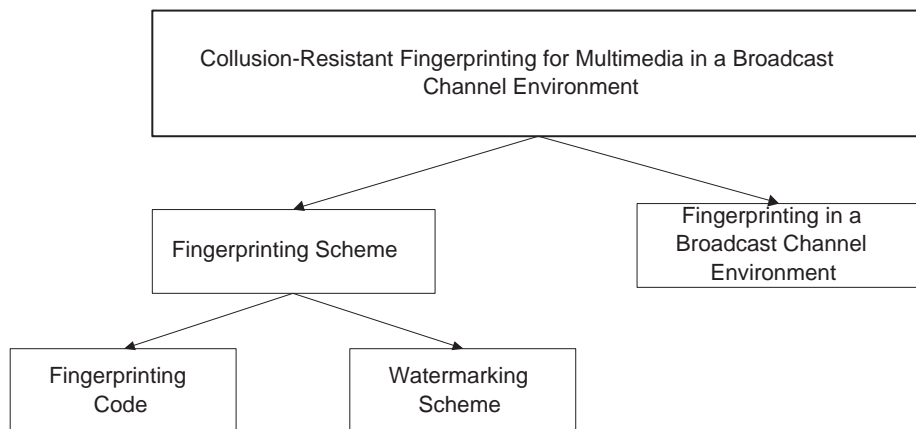 Collusion-Resistant Fingerprinting for Multimedia in a Broadcast
Channel Environment
Fingerprinting Scheme
Fingerprinting in a
Broadcast Channel
Environment
Fingerprinting
Code
Watermarking
Scheme